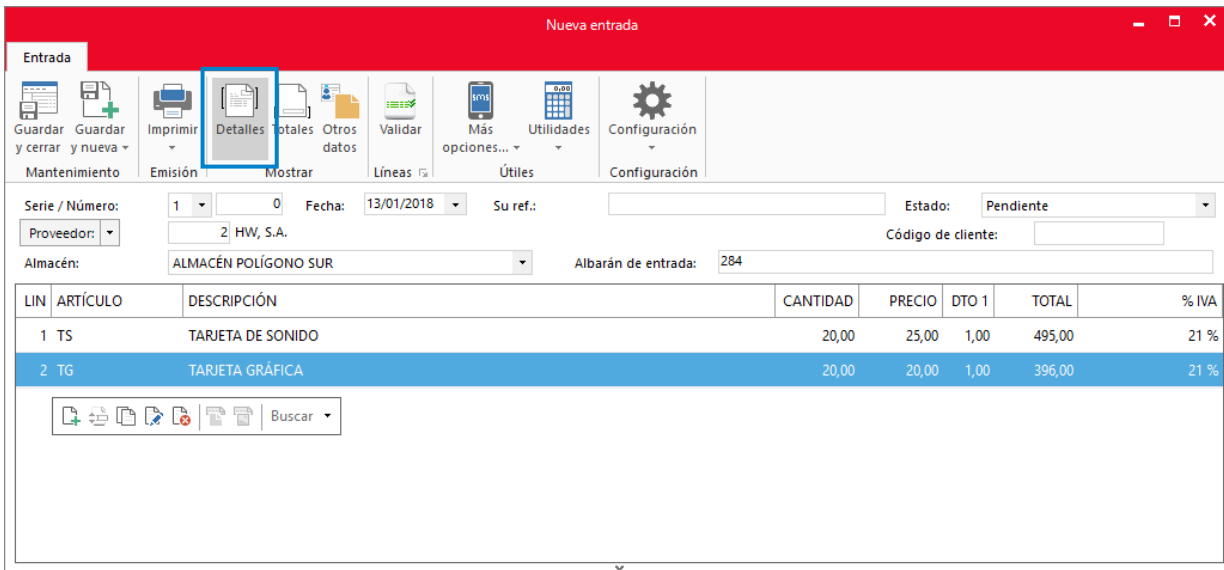 Nueva entrada
Entrada
Guardar y cerrar
Guardar y nueva
Imprimir
Detalles
Totales
Otros datos
Validar
sms
Más opciones...
0,00
Utilidades
Configuración
Mantenimiento
Emisión
Mostrar
Líneas
Útiles
Configuración
Serie / Número: 1 0 Fecha: 13/01/2018 Su ref.: Estado: Pendiente
Proveedor: 2 HW, S.A. Código de cliente:
Almacén: ALMACÉN POLÍGONO SUR Albarán de entrada: 284
LIN ARTÍCULO DESCRIPCIÓN CANTIDAD PRECIO DTO 1 TOTAL % IVA
1 TS TARJETA DE SONIDO 20,00 25,00 1,00 495,00 21 %
2 TG TARJETA GRÁFICA 20,00 20,00 1,00 396,00 21 %
Buscar